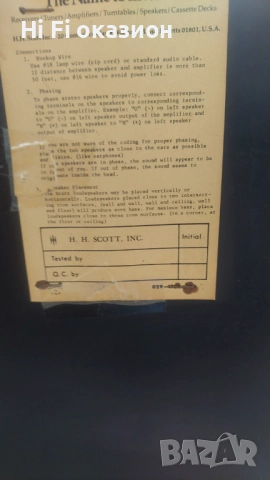 Hi Fi okazion
The Name to
Receivers/Tuners/Amplifiers/Turntables/Speakers/Cassette Decks
01801, U.S.A.
Connections
1. Hookup Wire
Use #18 lamp wire (zip cord) or standard audio cable.
If distance between speaker and amplifier is more than
50 feet, use #16 wire to avoid power loss.
2. Phasing
To phase stereo speakers properly, connect correspond-
ing terminals on the speakers to corresponding termin-
als on the amplifier. Example: "G" (-) on left speaker
to "G" (-) on left speaker output of the amplifier and
(+) on left speaker to "R" (+) on left speaker
output of amplifier.
If you are not sure of the coding for proper phasing,
place the two speakers as close to the ears as possible
and listen. (like earphones)
If the speakers are in phase, the sound will appear to be
in front of you. If out of phase, the sound seems to
come from inside the head.
Speaker Placement
Scott loudspeakers may be placed vertically or
horizontally. Loudspeakers placed close to two intersect-
ing room surfaces, (wall and wall, wall and ceiling, wall
and floor) will produce more bass. For maximum bass, place
loudspeakers close to three room surfaces. (In a corner, at
the floor or ceiling)
H. H. SCOTT, INC.
Initial
Tested by
Q.C. by
BAZAR
.bg